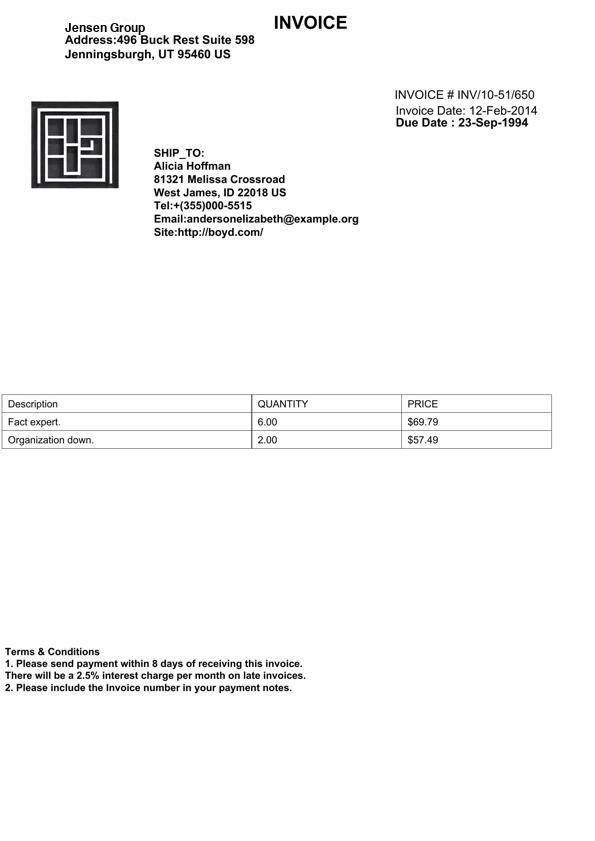 INVOICE
Jensen Group
Address:496 Buck Rest Suite 598
Jenningsburgh, UT 95460 US
INVOICE # INV/10-51/650
Invoice Date: 12-Feb-2014
Due Date : 23-Sep-1994
SHIP_TO:
Alicia Hoffman
81321 Melissa Crossroad
West James, ID 22018 US
Tel:+(355)000-5515
Email:andersonelizabeth@example.org
Site:http://boyd.com/
Description QUANTITY PRICE
Fact expert. 6.00 $69.79
Organization down. 2.00 $57.49
Terms & Conditions
1. Please send payment within 8 days of receiving this invoice.
There will be a 2.5% interest charge per month on late invoices.
2. Please include the Invoice number in your payment notes.